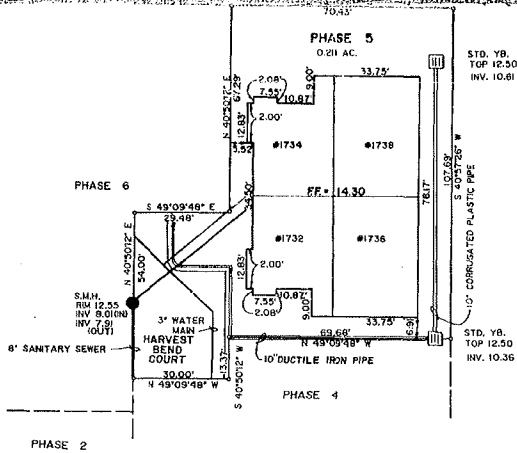 70.43'
PHASE 5
0.211 AC.
STD. YB.
TOP 12.50
INV. 10.61
33.75'
9.00'
2.08'
7.55'
10.87'
N 40°50'12" E
67.29'
12.83'
2.00'
#1734
#1738
3.52'
107.69'
S 40°57'26" W
PHASE 6
54.50'
FF.= 14.30
78.17'
S 49°09'48" E
29.48'
N 40°50'12" E
54.00'
#1732
#1736
12.83'
2.00'
10" CORRUGATED PLASTIC PIPE
S.M.H.
RIM 12.55
INV 8.01(IN)
INV 7.91
(OUT)
7.55'
10.87'
2.08'
9.00'
3" WATER
MAIN
33.75'
6.91'
8' SANITARY SEWER
HARVEST
BEND
COURT
69.68'
N 49°09'48" W
STD. YB.
TOP 12.50
INV. 10.36
10" DUCTILE IRON PIPE
13.37'
30.00'
N 49°09'48" W
S 40°50'12" W
PHASE 4
PHASE 2